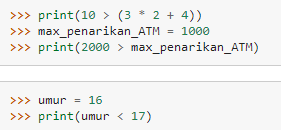 >>> print(10 > (3 * 2 + 4))
>>> max_penarikan_ATM = 1000
>>> print(2000 > max_penarikan_ATM)
>>> umur = 16
>>> print(umur < 17)